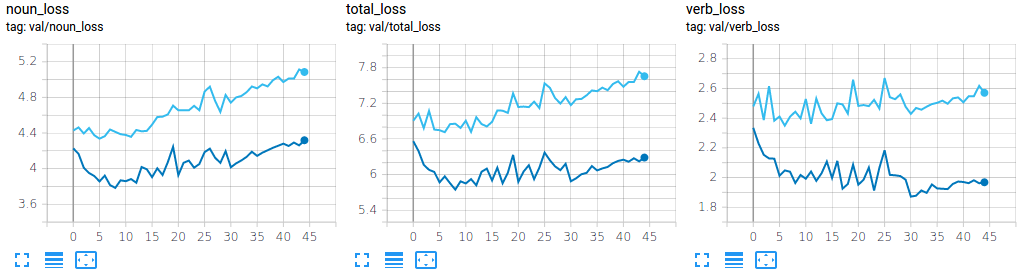 noun_loss
tag: val/noun_loss
5.2
4.8
4.4
4
3.6
0 5 10 15 20 25 30 35 40 45
total_loss
tag: val/total_loss
7.8
7.2
6.6
6
5.4
0 5 10 15 20 25 30 35 40 45
verb_loss
tag: val/verb_loss
2.8
2.6
2.4
2.2
2
1.8
0 5 10 15 20 25 30 35 40 45